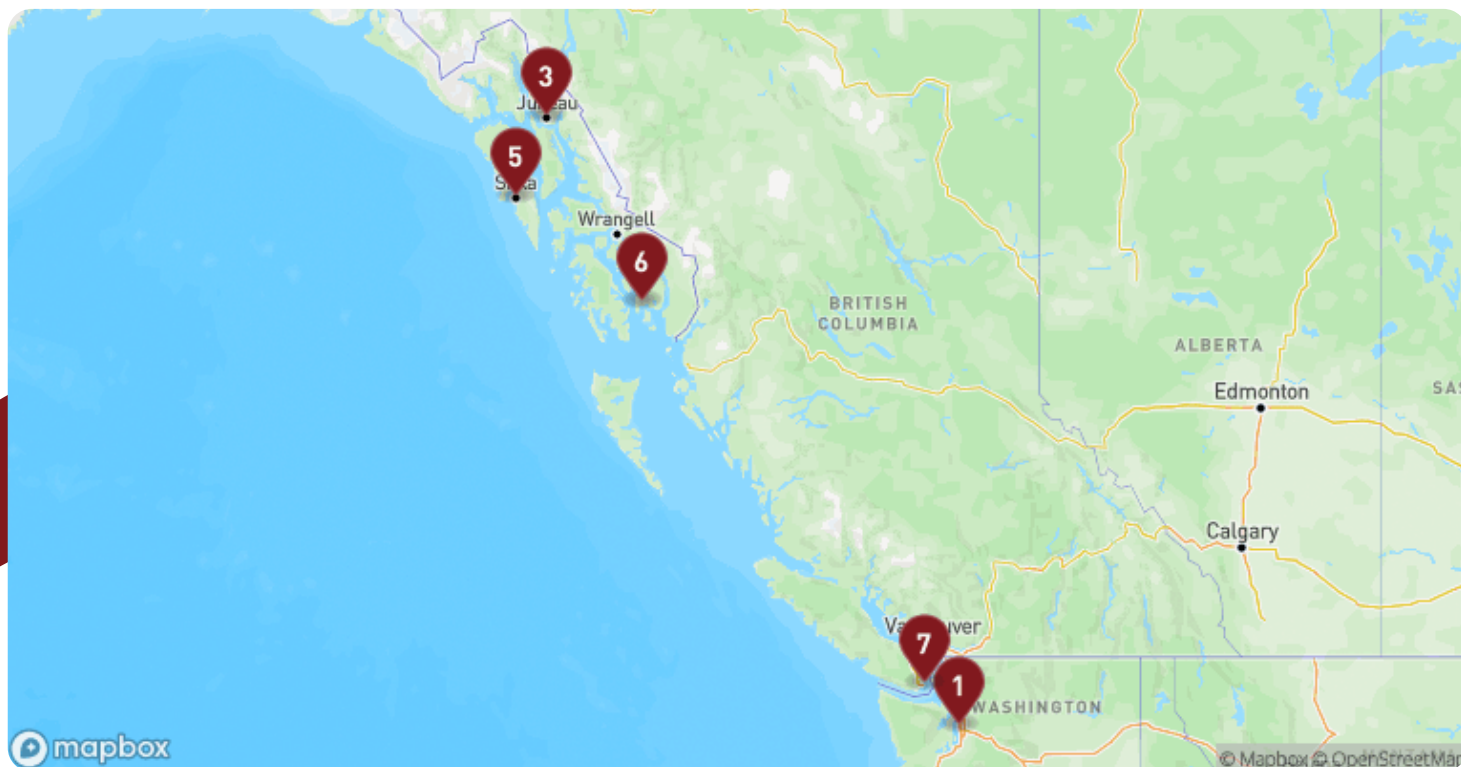 3
5
Wrangell
6
BRITISH
COLUMBIA
ALBERTA
Edmonton
Calgary
7
1
WASHINGTON
mapbox
© Mapbox © OpenStreetMap